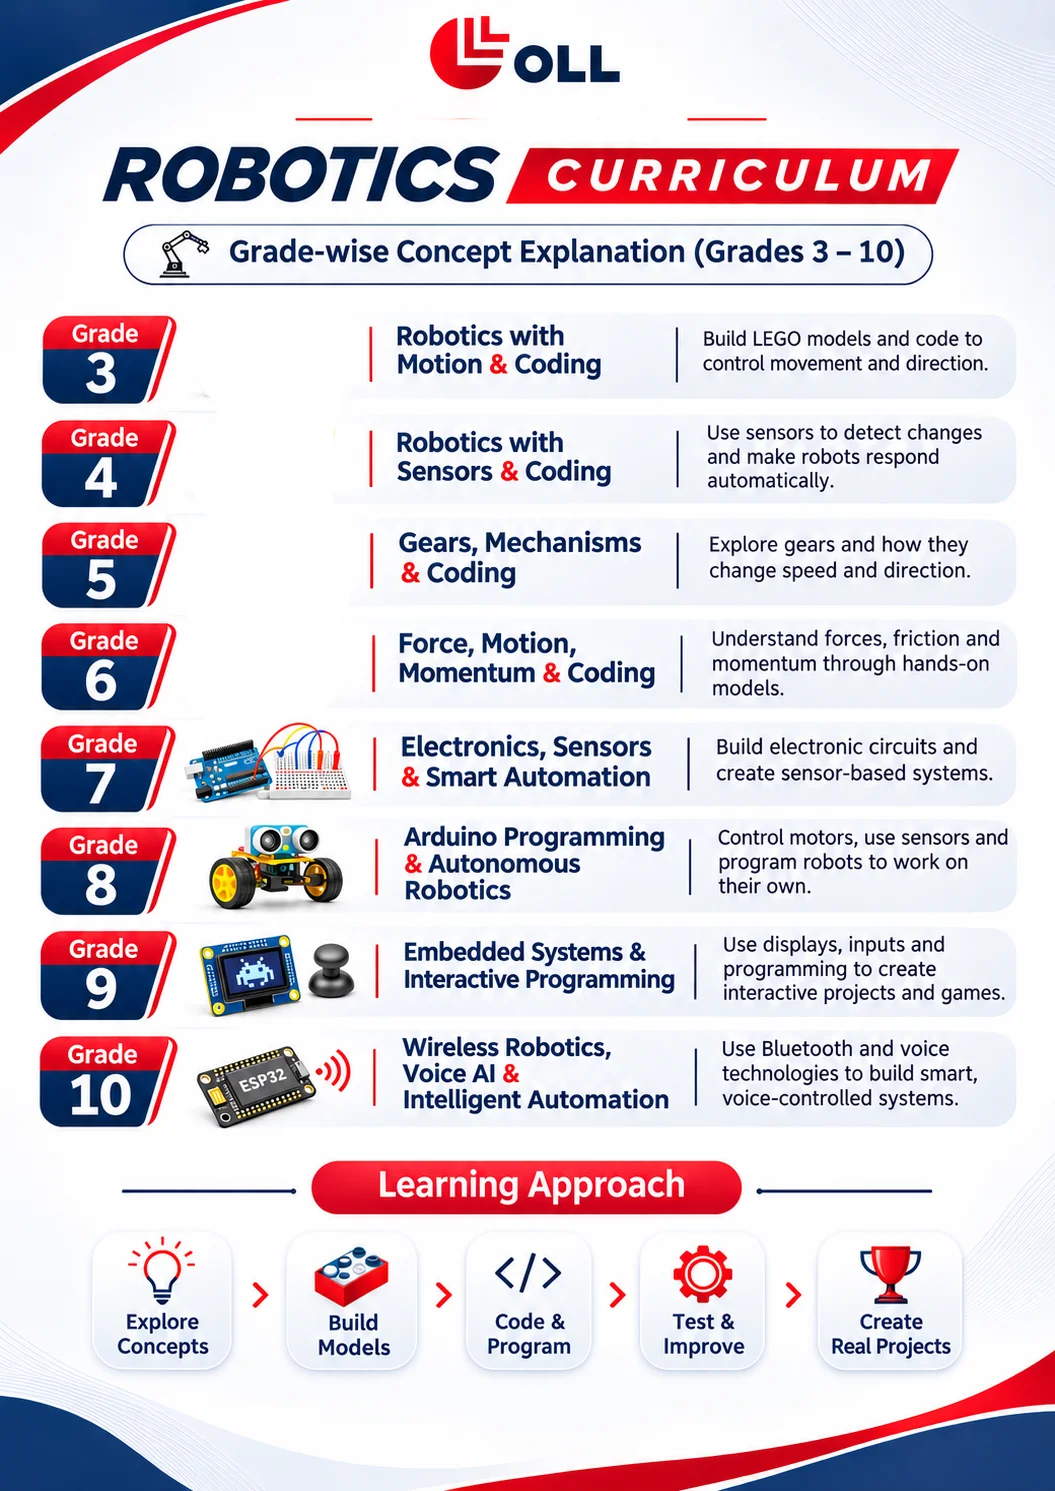 OLL
ROBOTICS CURRICULUM
Grade-wise Concept Explanation (Grades 3 – 10)
Grade
3
Robotics with
Motion & Coding
Build LEGO models and code to
control movement and direction.
Grade
4
Robotics with
Sensors & Coding
Use sensors to detect changes
and make robots respond
automatically.
Grade
5
Gears, Mechanisms
& Coding
Explore gears and how they
change speed and direction.
Grade
6
Force, Motion,
Momentum & Coding
Understand forces, friction and
momentum through hands-on
models.
Grade
7
Electronics, Sensors
& Smart Automation
Build electronic circuits and
create sensor-based systems.
Grade
8
Arduino Programming
& Autonomous
Robotics
Control motors, use sensors and
program robots to work on
their own.
Grade
9
Embedded Systems &
Interactive Programming
Use displays, inputs and
programming to create
interactive projects and games.
Grade
10
ESP32
Wireless Robotics,
Voice AI &
Intelligent Automation
Use Bluetooth and voice
technologies to build smart,
voice-controlled systems.
Learning Approach
Explore
Concepts
Build
Models
</>
Code &
Program
Test &
Improve
Create
Real Projects